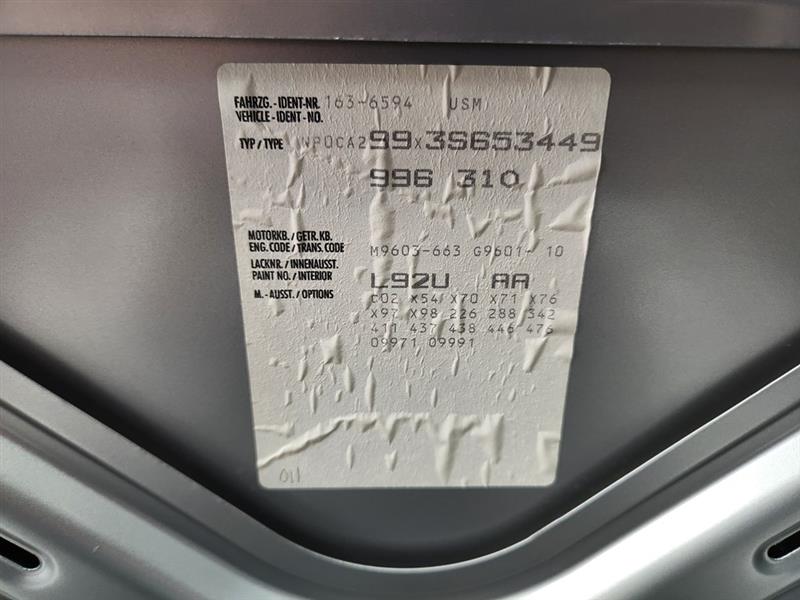 FAHRZG. - IDENT-NR. 163-6594 USM
VEHICLE - IDENT - NO.
TYP / TYPE WP0CA299X3S653449
996 310
MOTORKB. / GETR. KB. 
ENG. CODE / TRANS. CODE M9603-663 G9601- 10
LACKNR. / INNENAUSST.
PAINT NO. / INTERIOR L92U AA
M. - AUSST. / OPTIONS C02 X54 X70 X71 X76
X97 X98 226 288 342
411 437 438 446 476
09971 09991
011